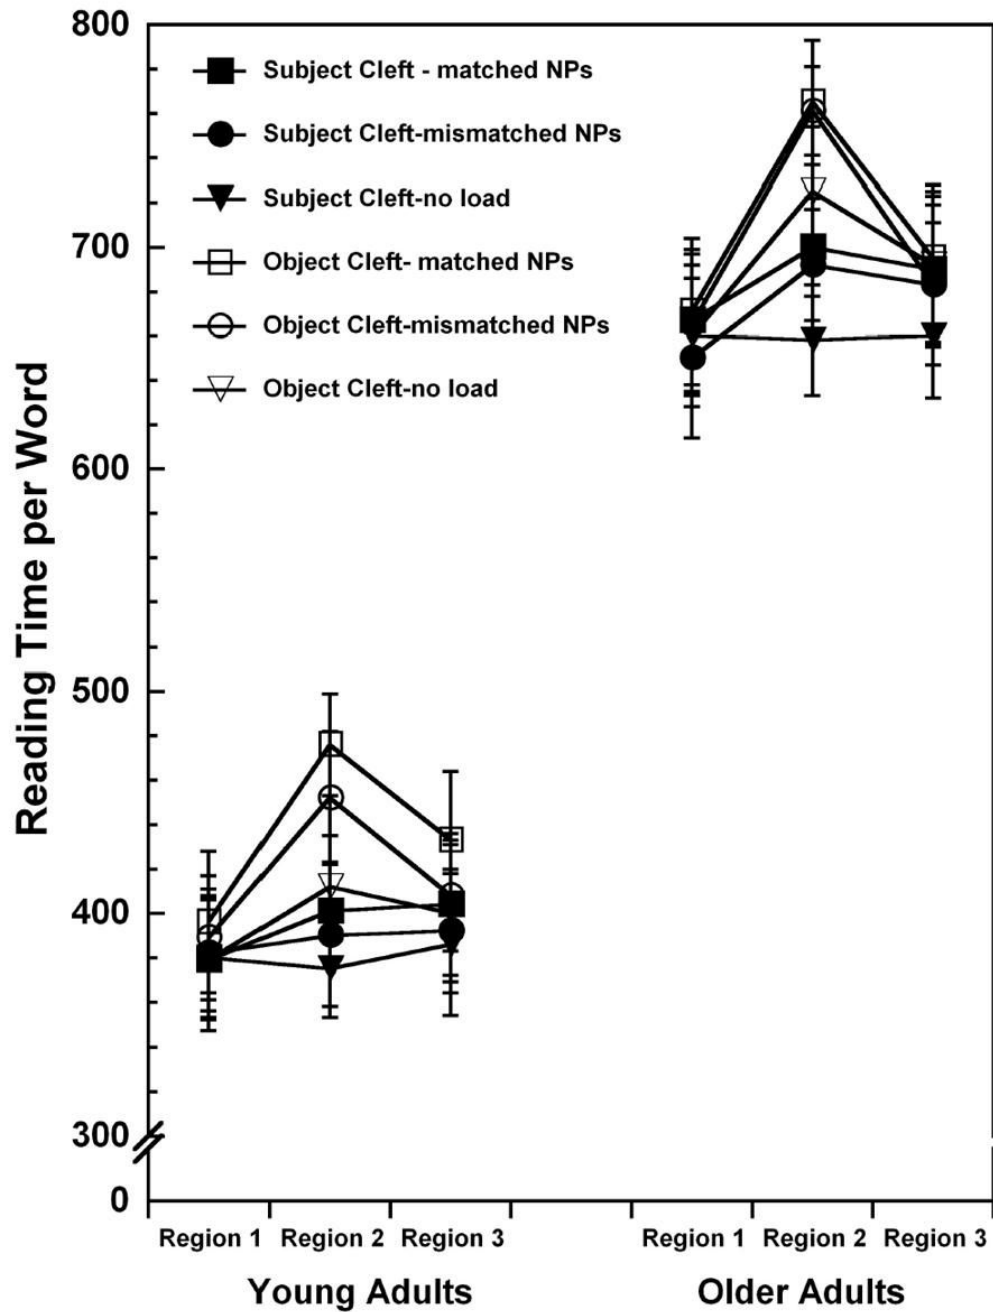 800
700
600
500
400
300
0
Reading Time per Word
Subject Cleft - matched NPs
Subject Cleft-mismatched NPs
Subject Cleft-no load
Object Cleft- matched NPs
Object Cleft-mismatched NPs
Object Cleft-no load
Region 1 Region 2 Region 3 Region 1 Region 2 Region 3
Young Adults Older Adults